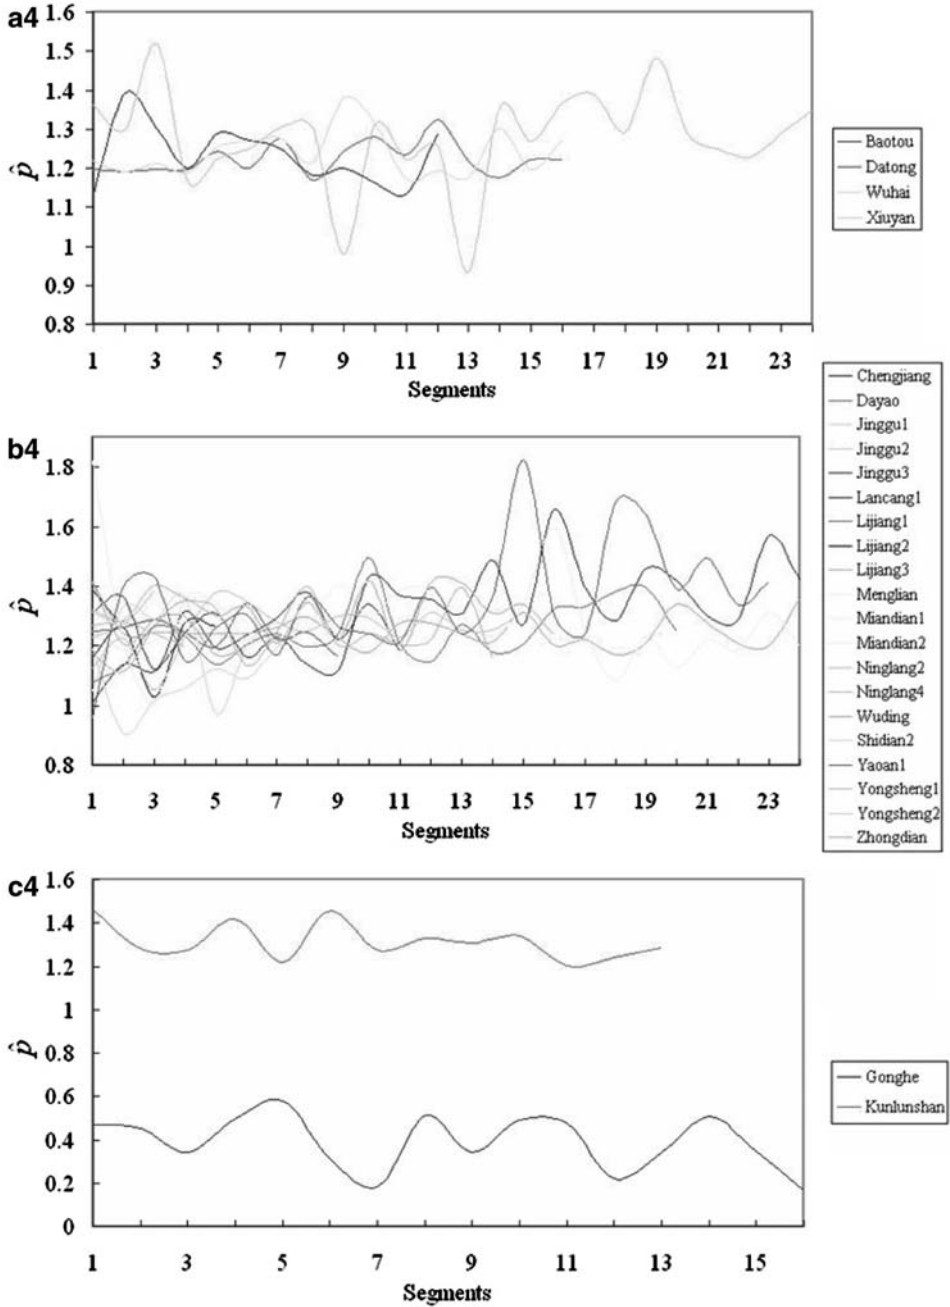 a4
1.6
1.5
1.4
1.3
1.2
1.1
1
0.9
0.8
p̂
1 3 5 7 9 11 13 15 17 19 21 23
Segments
Baotou
Datong
Wuhai
Xiuyan
b4
1.8
1.6
1.4
1.2
1
0.8
p̂
1 3 5 7 9 11 13 15 17 19 21 23
Segments
Chengjiang
Dayao
Jinggu1
Jinggu2
Jinggu3
Lancang1
Lijiang1
Lijiang2
Lijiang3
Menglian
Miandian1
Miandian2
Ninglang2
Ninglang4
Wuding
Shidian2
Yaoan1
Yongsheng1
Yongsheng2
Zhongdian
c4
1.6
1.4
1.2
1
0.8
0.6
0.4
0.2
0
p̂
1 3 5 7 9 11 13 15
Segments
Gonghe
Kunlunshan